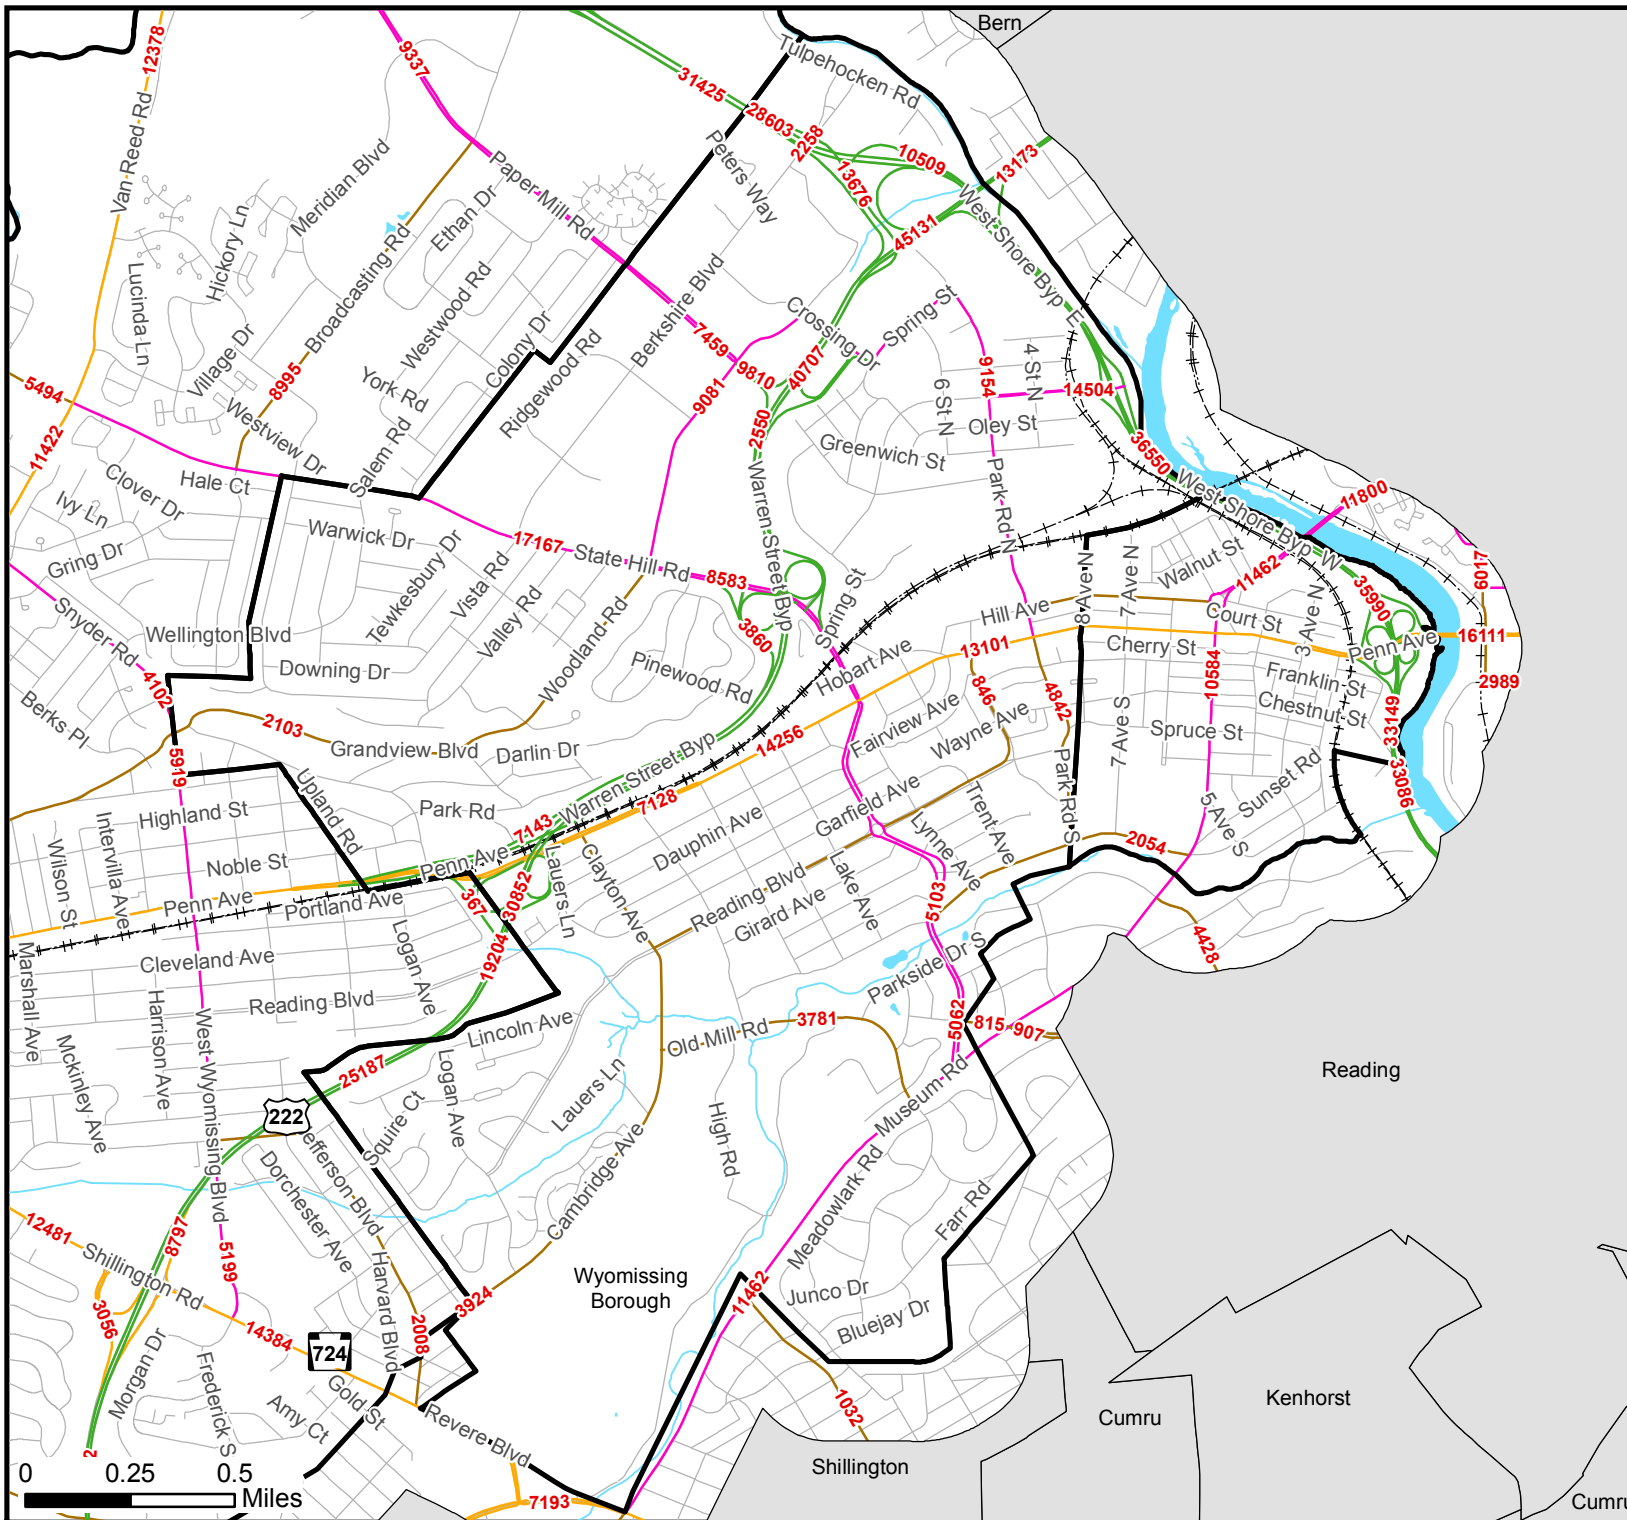 Bern
12378
9337
Tulpehocken Rd
31425
28603
2258
10509
13173
13676
Van Reed Rd
Meridian Blvd
Paper Mill Rd
Peters Way
West Shore Byp E
45131
Hickory Ln
Ethan Dr
Broadcasting Rd
Lucinda Ln
Westwood Rd
Berkshire Blvd
Crossing Dr
Spring St
Village Dr
Colony Dr
Ridgewood Rd
7459
9810
40707
9154
4 St N
14504
5494
8995
York Rd
9081
6 St N
Westview Dr
Salem Rd
2550
Oley St
11422
Greenwich St
36550
Clover Dr
Hale Ct
Ivy Ln
Warren Street Byp
Park Rd N
West Shore Byp W
11800
Gring Dr
Warwick Dr
17167
State Hill Rd
8583
Tewkesbury Dr
Vista Rd
Valley Rd
Woodland Rd
3860
Spring St
Hill Ave
8 Ave N
7 Ave N
Walnut St
11462
35990
6017
Snyder Rd
Wellington Blvd
Court St
3 Ave N
Penn Ave
16111
4102
Downing Dr
Pinewood Rd
Hobart Ave
13101
Cherry St
10584
Franklin St
2989
Berks Pl
2103
Grandview Blvd
Darlin Dr
846
4842
Chestnut St
Fairview Ave
Wayne Ave
7 Ave S
Spruce St
33149
5919
14256
33086
Upland Rd
Warren Street Byp
Park Rd S
Sunset Rd
5 Ave S
Highland St
Park Rd
7128
7143
Garfield Ave
Trent Ave
2054
Intervilla Ave
Wilson St
Noble St
Penn Ave
Dauphin Ave
Lynne Ave
Lauers Ln
Clayton Ave
Lake Ave
Penn Ave
Portland Ave
367
30852
Reading Blvd
Girard Ave
5103
4428
Marshall Ave
Cleveland Ave
Logan Ave
19204
Parkside Dr S
Harrison Ave
Reading Blvd
Lincoln Ave
Old Mill Rd
3781
5062
815
907
Mckinley Ave
West Wyomissing Blvd
25187
Logan Ave
Lauers Ln
Museum Rd
Reading
222
Squire Ct
High Rd
Jefferson Blvd
Dorchester Ave
Cambridge Ave
Meadowlark Rd
Farr Rd
12481
Shillington Rd
8797
5199
Harvard Blvd
Wyomissing
Borough
11462
Junco Dr
3056
14384
2008
3924
Bluejay Dr
724
Morgan Dr
Frederick S
Gold St
Amy Ct
Revere Blvd
1032
Kenhorst
Cumru
Shillington
2
0 0.25 0.5
Miles
7193
Cumru